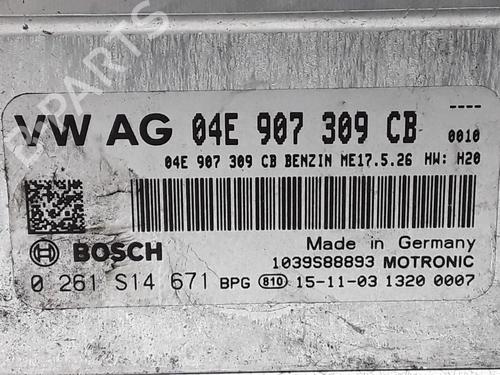 B-PARTS
----
VW AG 04E 907 309 CB 0010
04E 907 309 CB BENZIN ME17.5.26 HW: H20
BOSCH
Made in Germany
1039S88893 MOTRONIC
0 261 S14 671 BPG 810 15-11-03 1320 0007